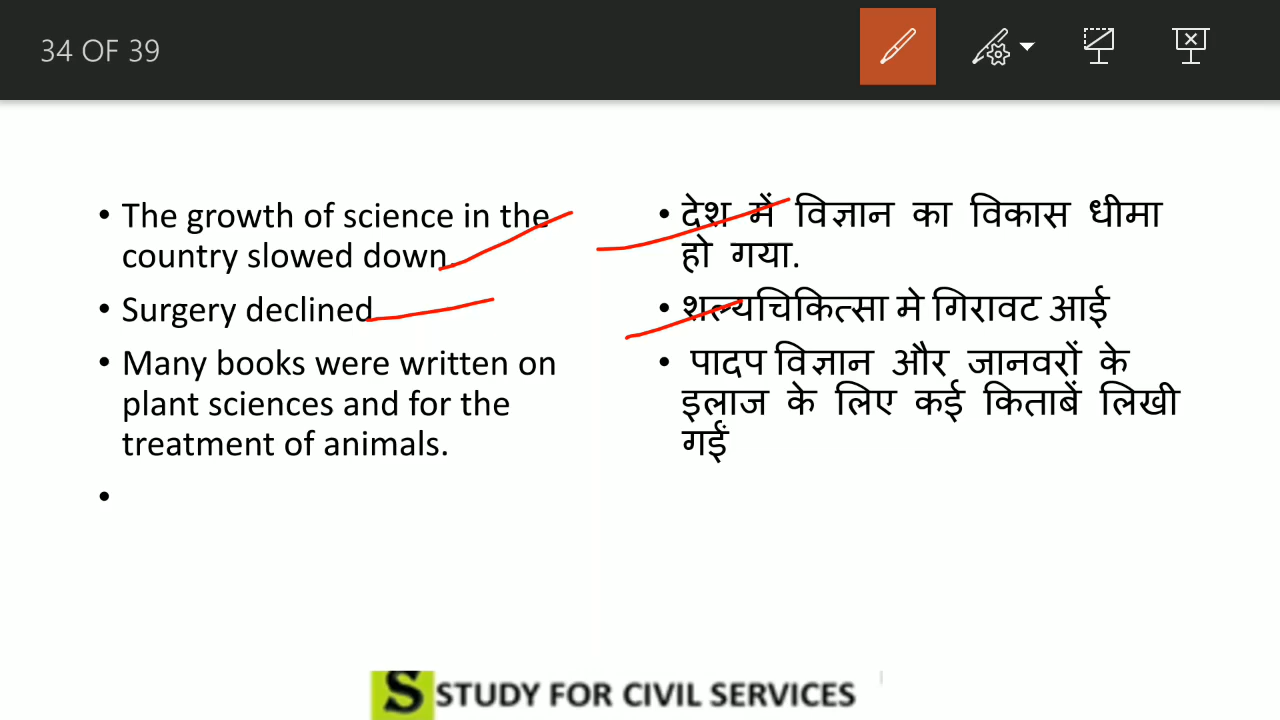 34 OF 39
• The growth of science in the
country slowed down.
• Surgery declined
• Many books were written on
plant sciences and for the
treatment of animals.
•
• देश में विज्ञान का विकास धीमा
हो गया.
• शल्यचिकित्सा मे गिरावट आई
• पादप विज्ञान और जानवरों के
इलाज के लिए कई किताबें लिखी
गईं
S STUDY FOR CIVIL SERVICES